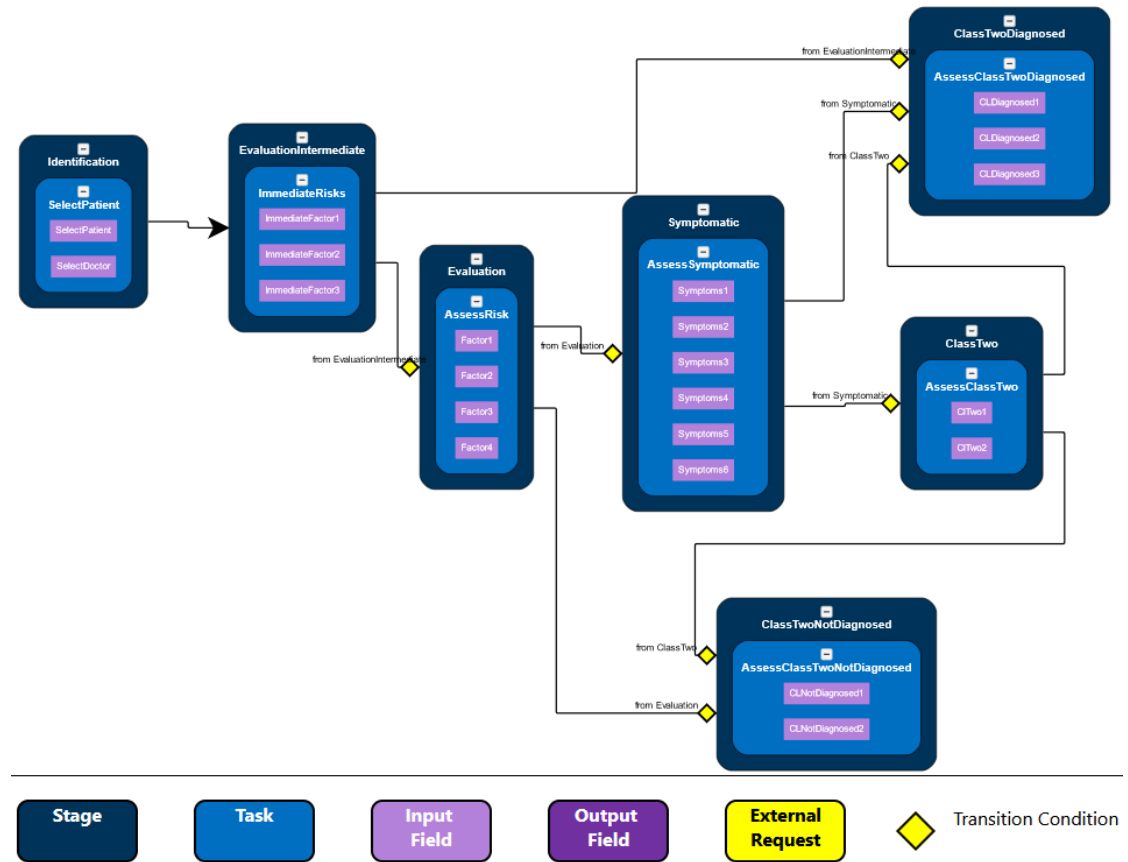 Identification
SelectPatient
SelectPatient
SelectDoctor
EvaluationIntermediate
ImmediateRisks
ImmediateFactor1
ImmediateFactor2
ImmediateFactor3
from EvaluationIntermediate
Evaluation
AssessRisk
Factor1
Factor2
Factor3
Factor4
from Evaluation
Symptomatic
AssessSymptomatic
Symptoms1
Symptoms2
Symptoms3
Symptoms4
Symptoms5
Symptoms6
from EvaluationIntermediate
from Symptomatic
from ClassTwo
ClassTwoDiagnosed
AssessClassTwoDiagnosed
CLDiagnosed1
CLDiagnosed2
CLDiagnosed3
from Symptomatic
ClassTwo
AssessClassTwo
ClTwo1
ClTwo2
from ClassTwo
from Evaluation
ClassTwoNotDiagnosed
AssessClassTwoNotDiagnosed
CLNotDiagnosed1
CLNotDiagnosed2
Stage
Task
Input
Field
Output
Field
External
Request
Transition Condition